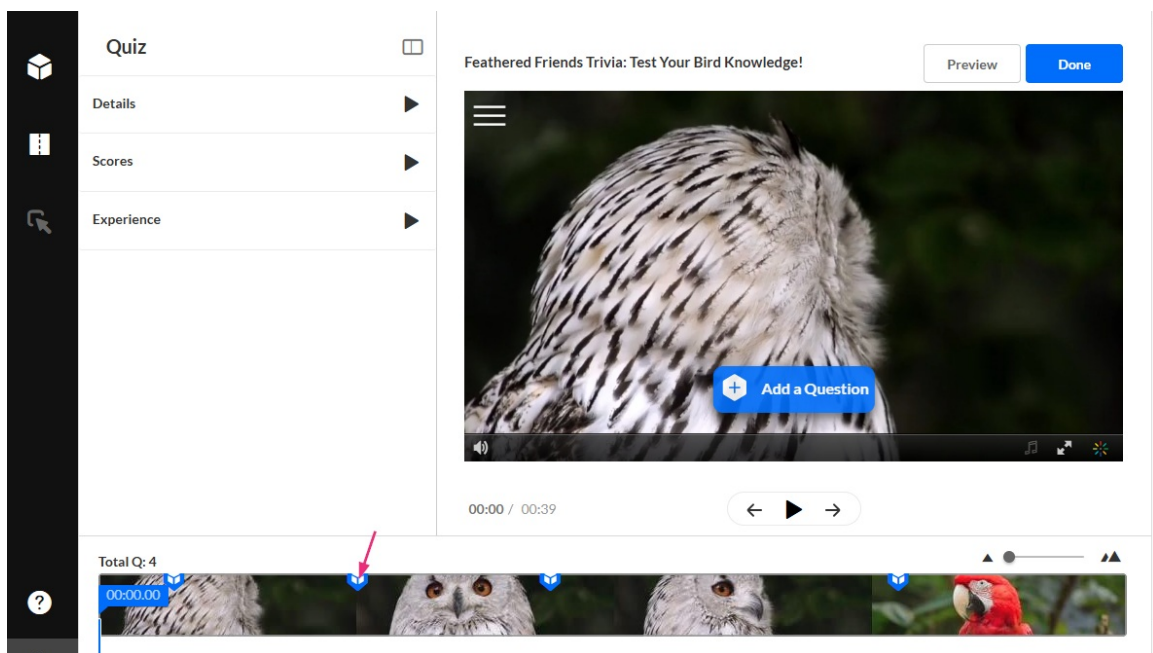 Quiz
Details
Scores
Experience
Feathered Friends Trivia: Test Your Bird Knowledge!
Preview
Done
Add a Question
00:00 / 00:39
Total Q: 4
00:00.00
?